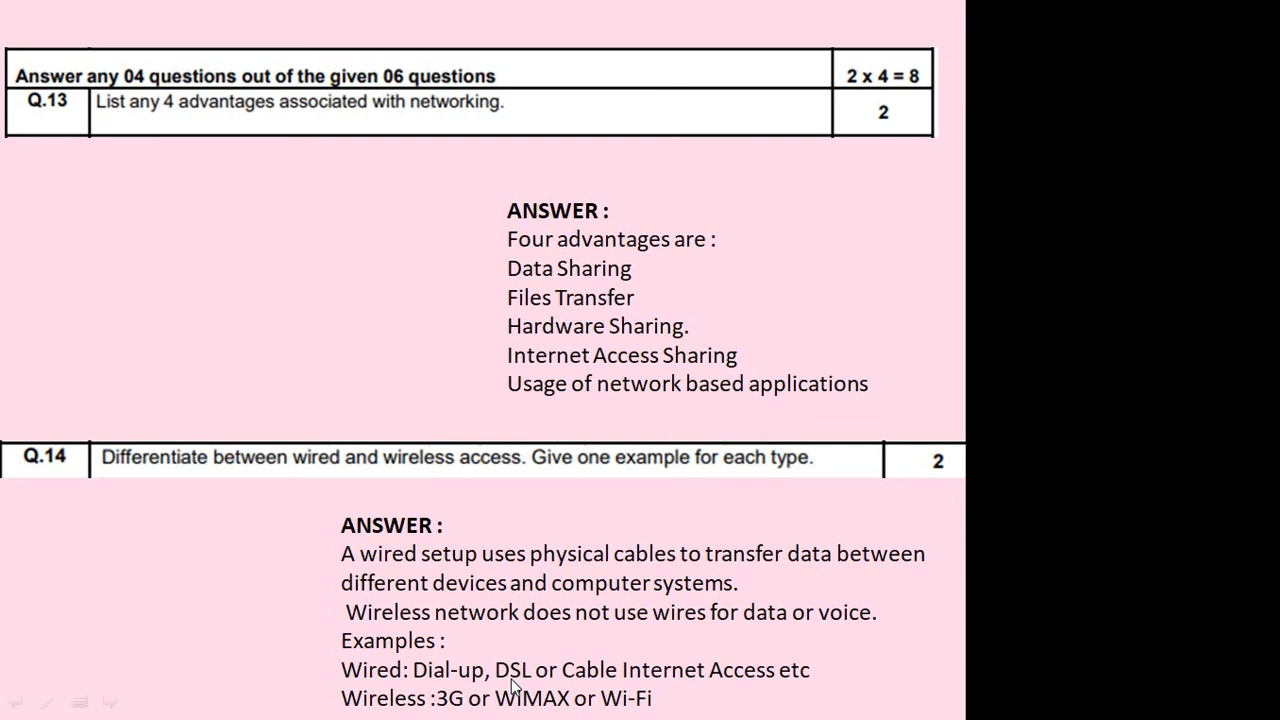 Answer any 04 questions out of the given 06 questions 2 x 4 = 8
Q.13 List any 4 advantages associated with networking. 2
ANSWER :
Four advantages are :
Data Sharing
Files Transfer
Hardware Sharing.
Internet Access Sharing
Usage of network based applications
Q.14 Differentiate between wired and wireless access. Give one example for each type. 2
ANSWER :
A wired setup uses physical cables to transfer data between
different devices and computer systems.
Wireless network does not use wires for data or voice.
Examples :
Wired: Dial-up, DSL or Cable Internet Access etc
Wireless :3G or WiMAX or Wi-Fi